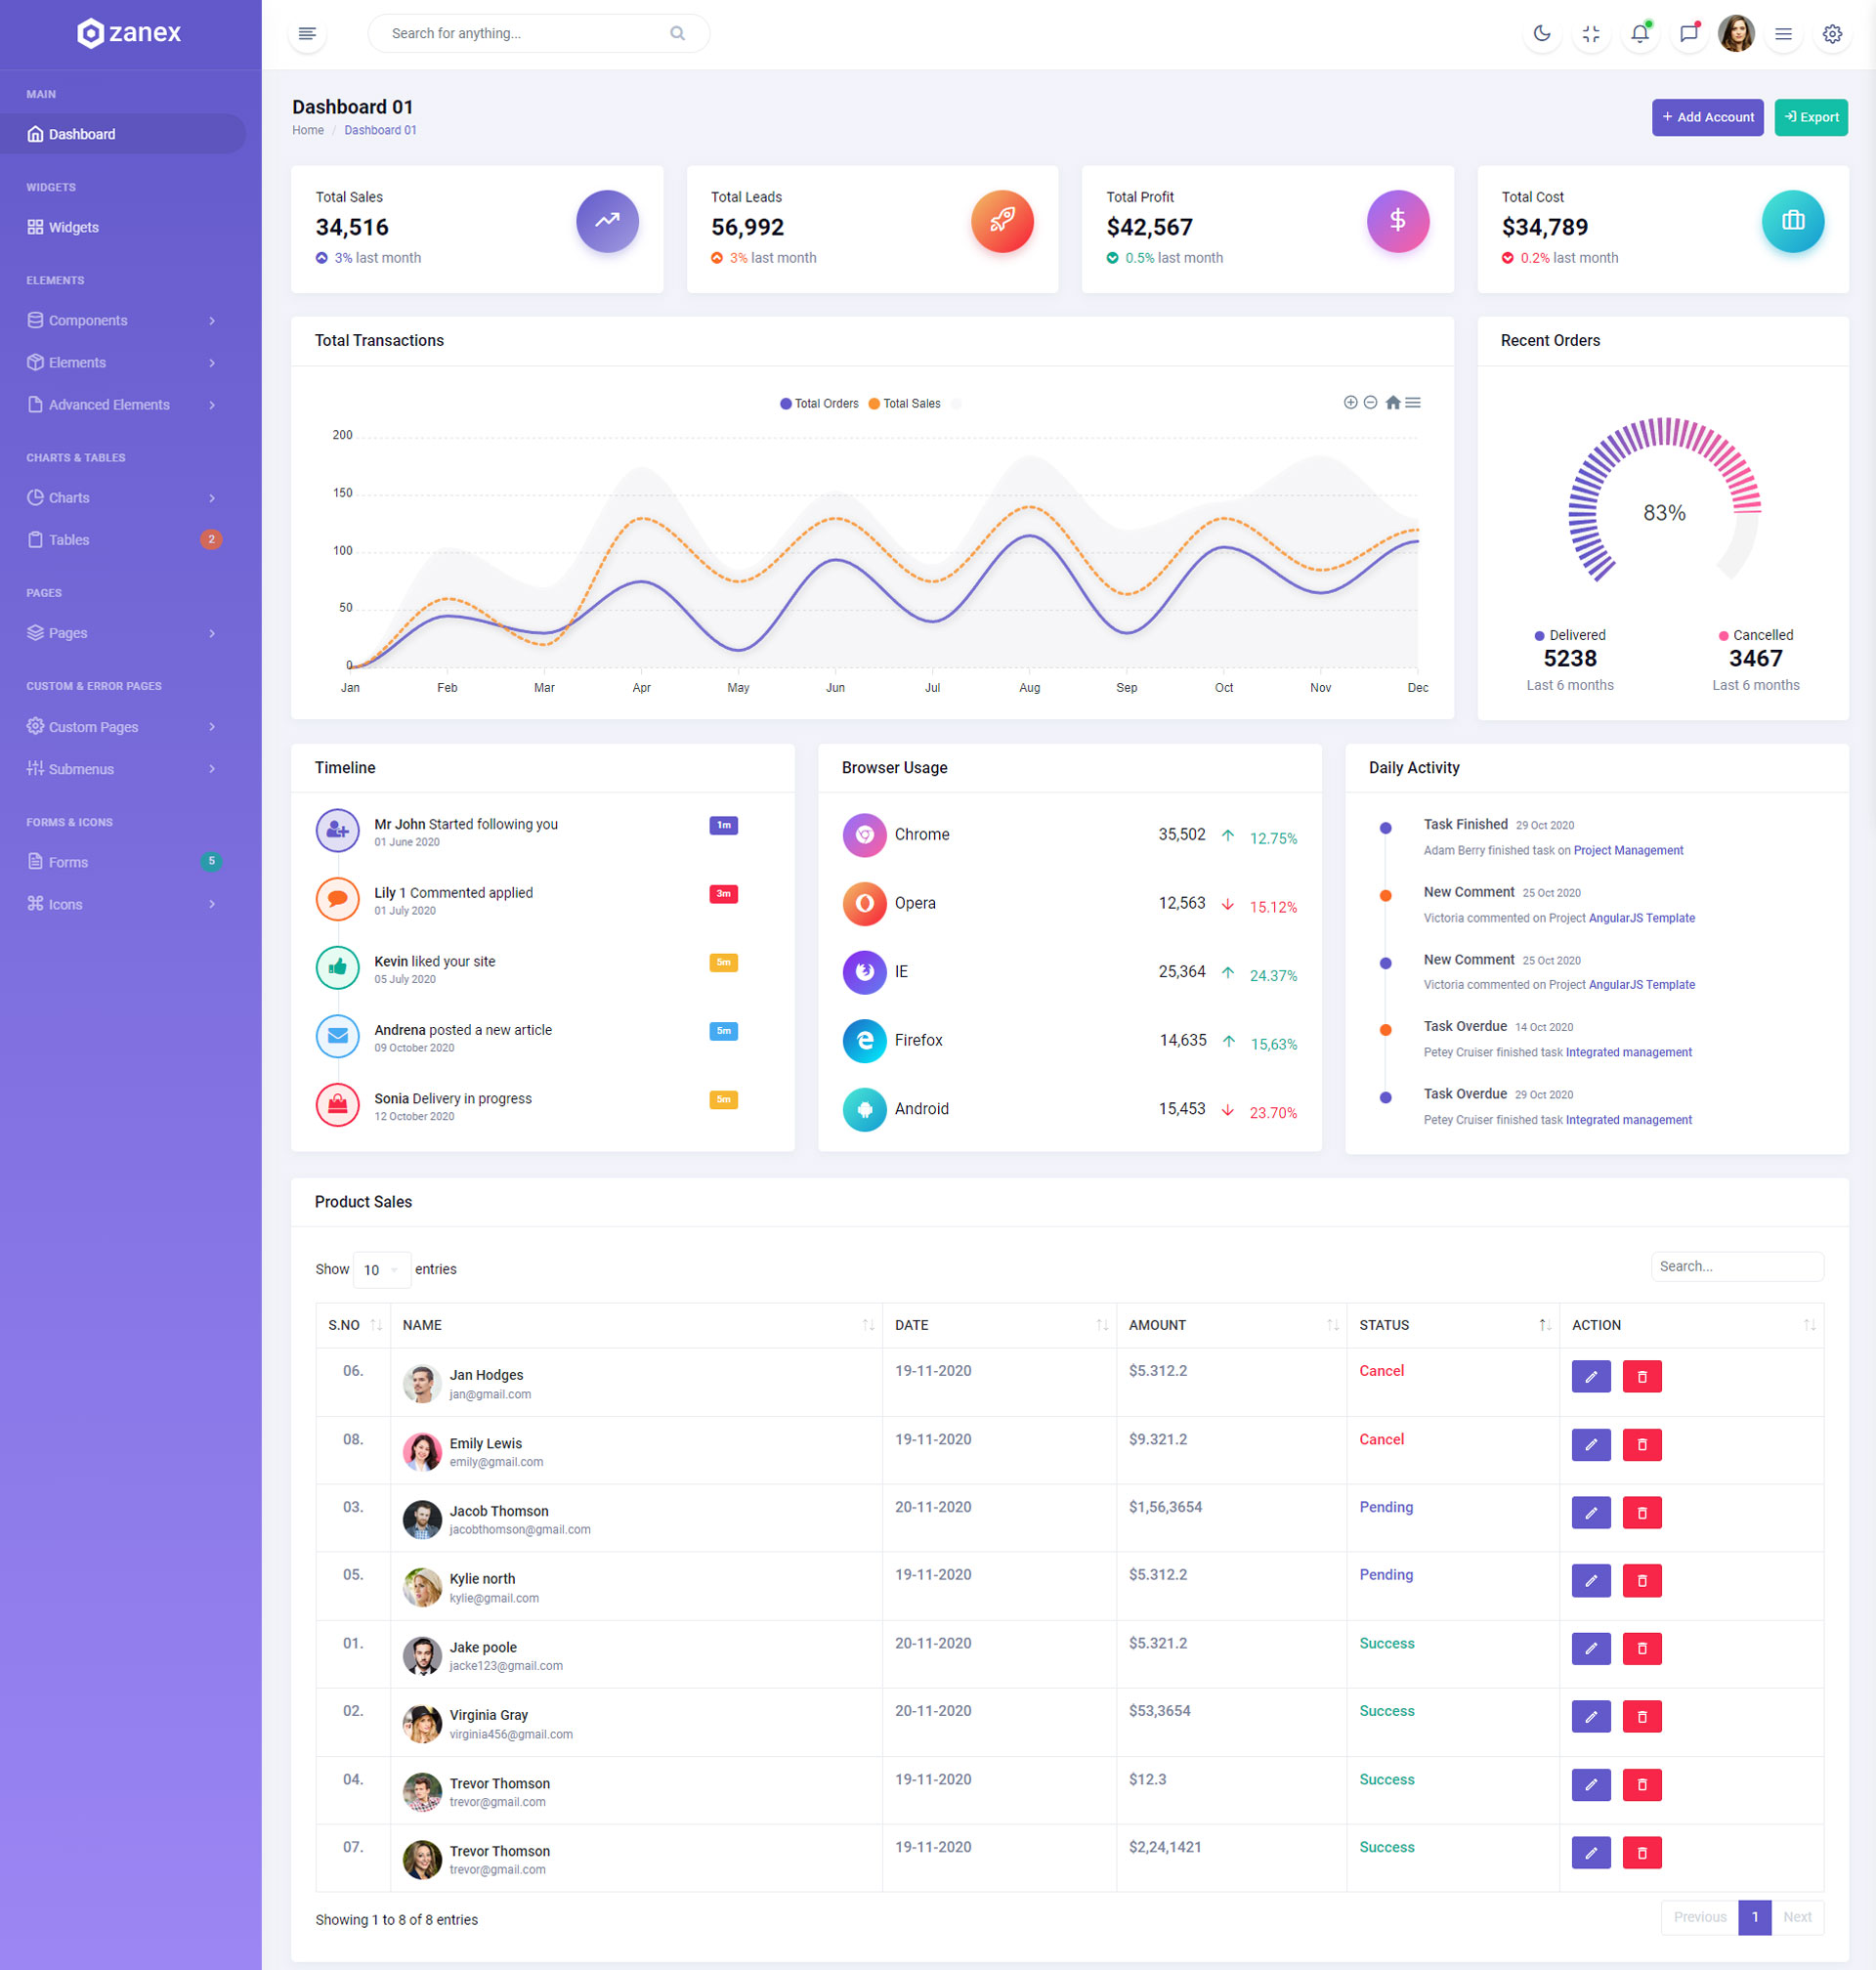 zanex
Search for anything...
MAIN
Dashboard
WIDGETS
Widgets
ELEMENTS
Components
Elements
Advanced Elements
CHARTS & TABLES
Charts
Tables 2
PAGES
Pages
CUSTOM & ERROR PAGES
Custom Pages
Submenus
FORMS & ICONS
Forms 5
Icons
Dashboard 01
Home / Dashboard 01
+ Add Account
Export
Total Sales
34,516
3% last month
Total Leads
56,992
3% last month
Total Profit
$42,567
0.5% last month
Total Cost
$34,789
0.2% last month
Total Transactions
Total Orders Total Sales
200
150
100
50
0
Jan Feb Mar Apr May Jun Jul Aug Sep Oct Nov Dec
Recent Orders
83%
Delivered
5238
Last 6 months
Cancelled
3467
Last 6 months
Timeline
Mr John Started following you 1m
01 June 2020
Lily 1 Commented applied 3m
01 July 2020
Kevin liked your site 5m
05 July 2020
Andrena posted a new article 5m
09 October 2020
Sonia Delivery in progress 5m
12 October 2020
Browser Usage
Chrome 35,502 12.75%
Opera 12,563 15.12%
IE 25,364 24.37%
Firefox 14,635 15,63%
Android 15,453 23.70%
Daily Activity
Task Finished 29 Oct 2020
Adam Berry finished task on Project Management
New Comment 25 Oct 2020
Victoria commented on Project AngularJS Template
New Comment 25 Oct 2020
Victoria commented on Project AngularJS Template
Task Overdue 14 Oct 2020
Petey Cruiser finished task Integrated management
Task Overdue 29 Oct 2020
Petey Cruiser finished task Integrated management
Product Sales
Show 10 entries
Search...
S.NO NAME DATE AMOUNT STATUS ACTION
06. Jan Hodges 19-11-2020 $5.312.2 Cancel
jan@gmail.com
08. Emily Lewis 19-11-2020 $9.321.2 Cancel
emily@gmail.com
03. Jacob Thomson 20-11-2020 $1,56,3654 Pending
jacobthomson@gmail.com
05. Kylie north 19-11-2020 $5.312.2 Pending
kylie@gmail.com
01. Jake poole 20-11-2020 $5.321.2 Success
jacke123@gmail.com
02. Virginia Gray 20-11-2020 $53,3654 Success
virginia456@gmail.com
04. Trevor Thomson 19-11-2020 $12.3 Success
trevor@gmail.com
07. Trevor Thomson 19-11-2020 $2,24,1421 Success
trevor@gmail.com
Showing 1 to 8 of 8 entries
Previous 1 Next